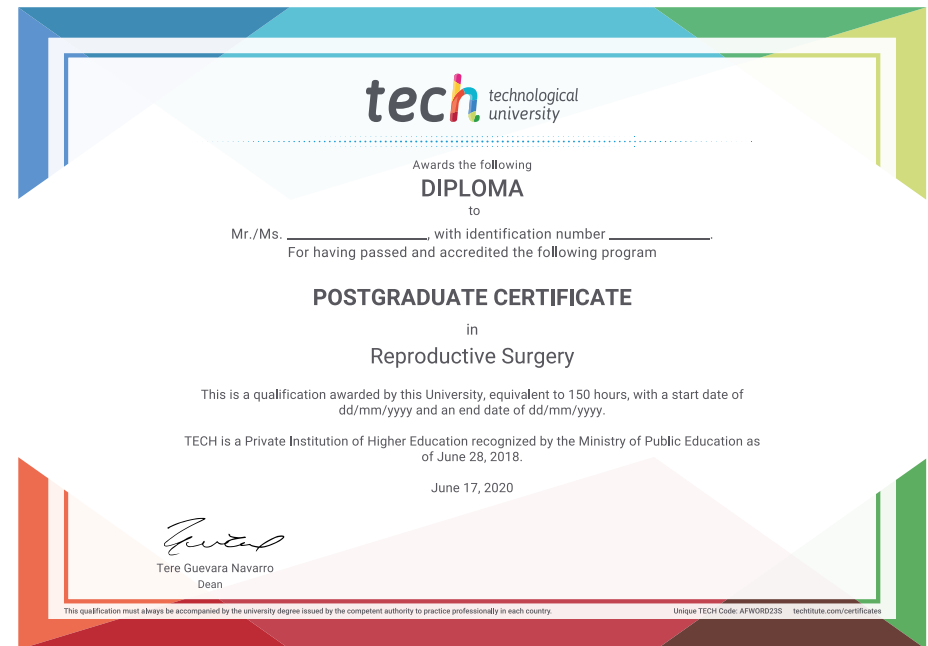 tech technological
university
Awards the following
DIPLOMA
to
Mr./Ms. ____________________, with identification number ______________.
For having passed and accredited the following program
POSTGRADUATE CERTIFICATE
in
Reproductive Surgery
This is a qualification awarded by this University, equivalent to 150 hours, with a start date of
dd/mm/yyyy and an end date of dd/mm/yyyy.
TECH is a Private Institution of Higher Education recognized by the Ministry of Public Education as
of June 28, 2018.
June 17, 2020
Tere Guevara Navarro
Dean
This qualification must always be accompanied by the university degree issued by the competent authority to practice professionally in each country.
Unique TECH Code: AFWORD23S techtitute.com/certificates